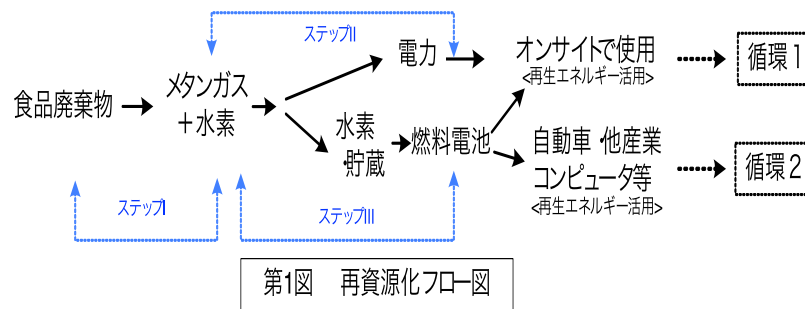 ステップII
電力
オンサイトで使用
<再生エネルギー活用>
循環1
食品廃棄物
メタンガス
+水素
水素
・貯蔵
燃料電池
自動車・他産業
コンピュータ等
<再生エネルギー活用>
循環2
ステップI
ステップIII
第1図 再資源化フロー図